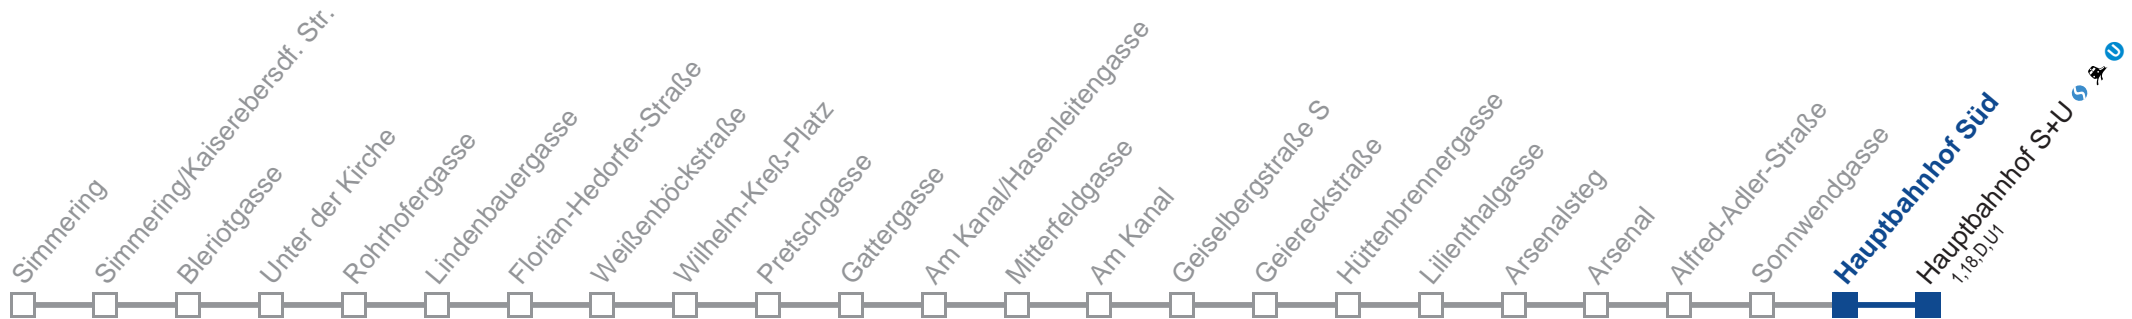 Simmering
Simmering/Kaiserebersdf. Str.
Bleriotgasse
Unter der Kirche
Rohrhofergasse
Lindenbauergasse
Florian-Hedorfer-Straße
Weißenböckstraße
Wilhelm-Kreß-Platz
Pretschgasse
Gattergasse
Am Kanal/Hasenleitengasse
Mitterfeldgasse
Am Kanal
Geiselbergstraße S
Geiereckstraße
Hüttenbrennergasse
Lilienthalgasse
Arsenalsteg
Arsenal
Alfred-Adler-Straße
Sonnwendgasse
Hauptbahnhof Süd
Hauptbahnhof S+U S U
1,18,D,U1